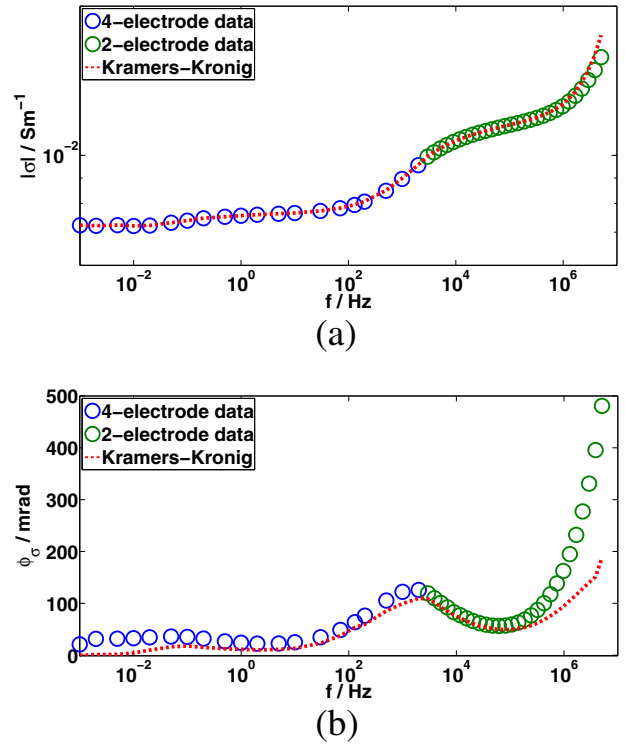 4-electrode data
2-electrode data
Kramers-Kronig
|σ| / Sm⁻¹
10⁻²
10⁻² 10⁰ 10² 10⁴ 10⁶
f / Hz
(a)
500
400
300
200
100
0
4-electrode data
2-electrode data
Kramers-Kronig
ϕ_σ / mrad
10⁻² 10⁰ 10² 10⁴ 10⁶
f / Hz
(b)